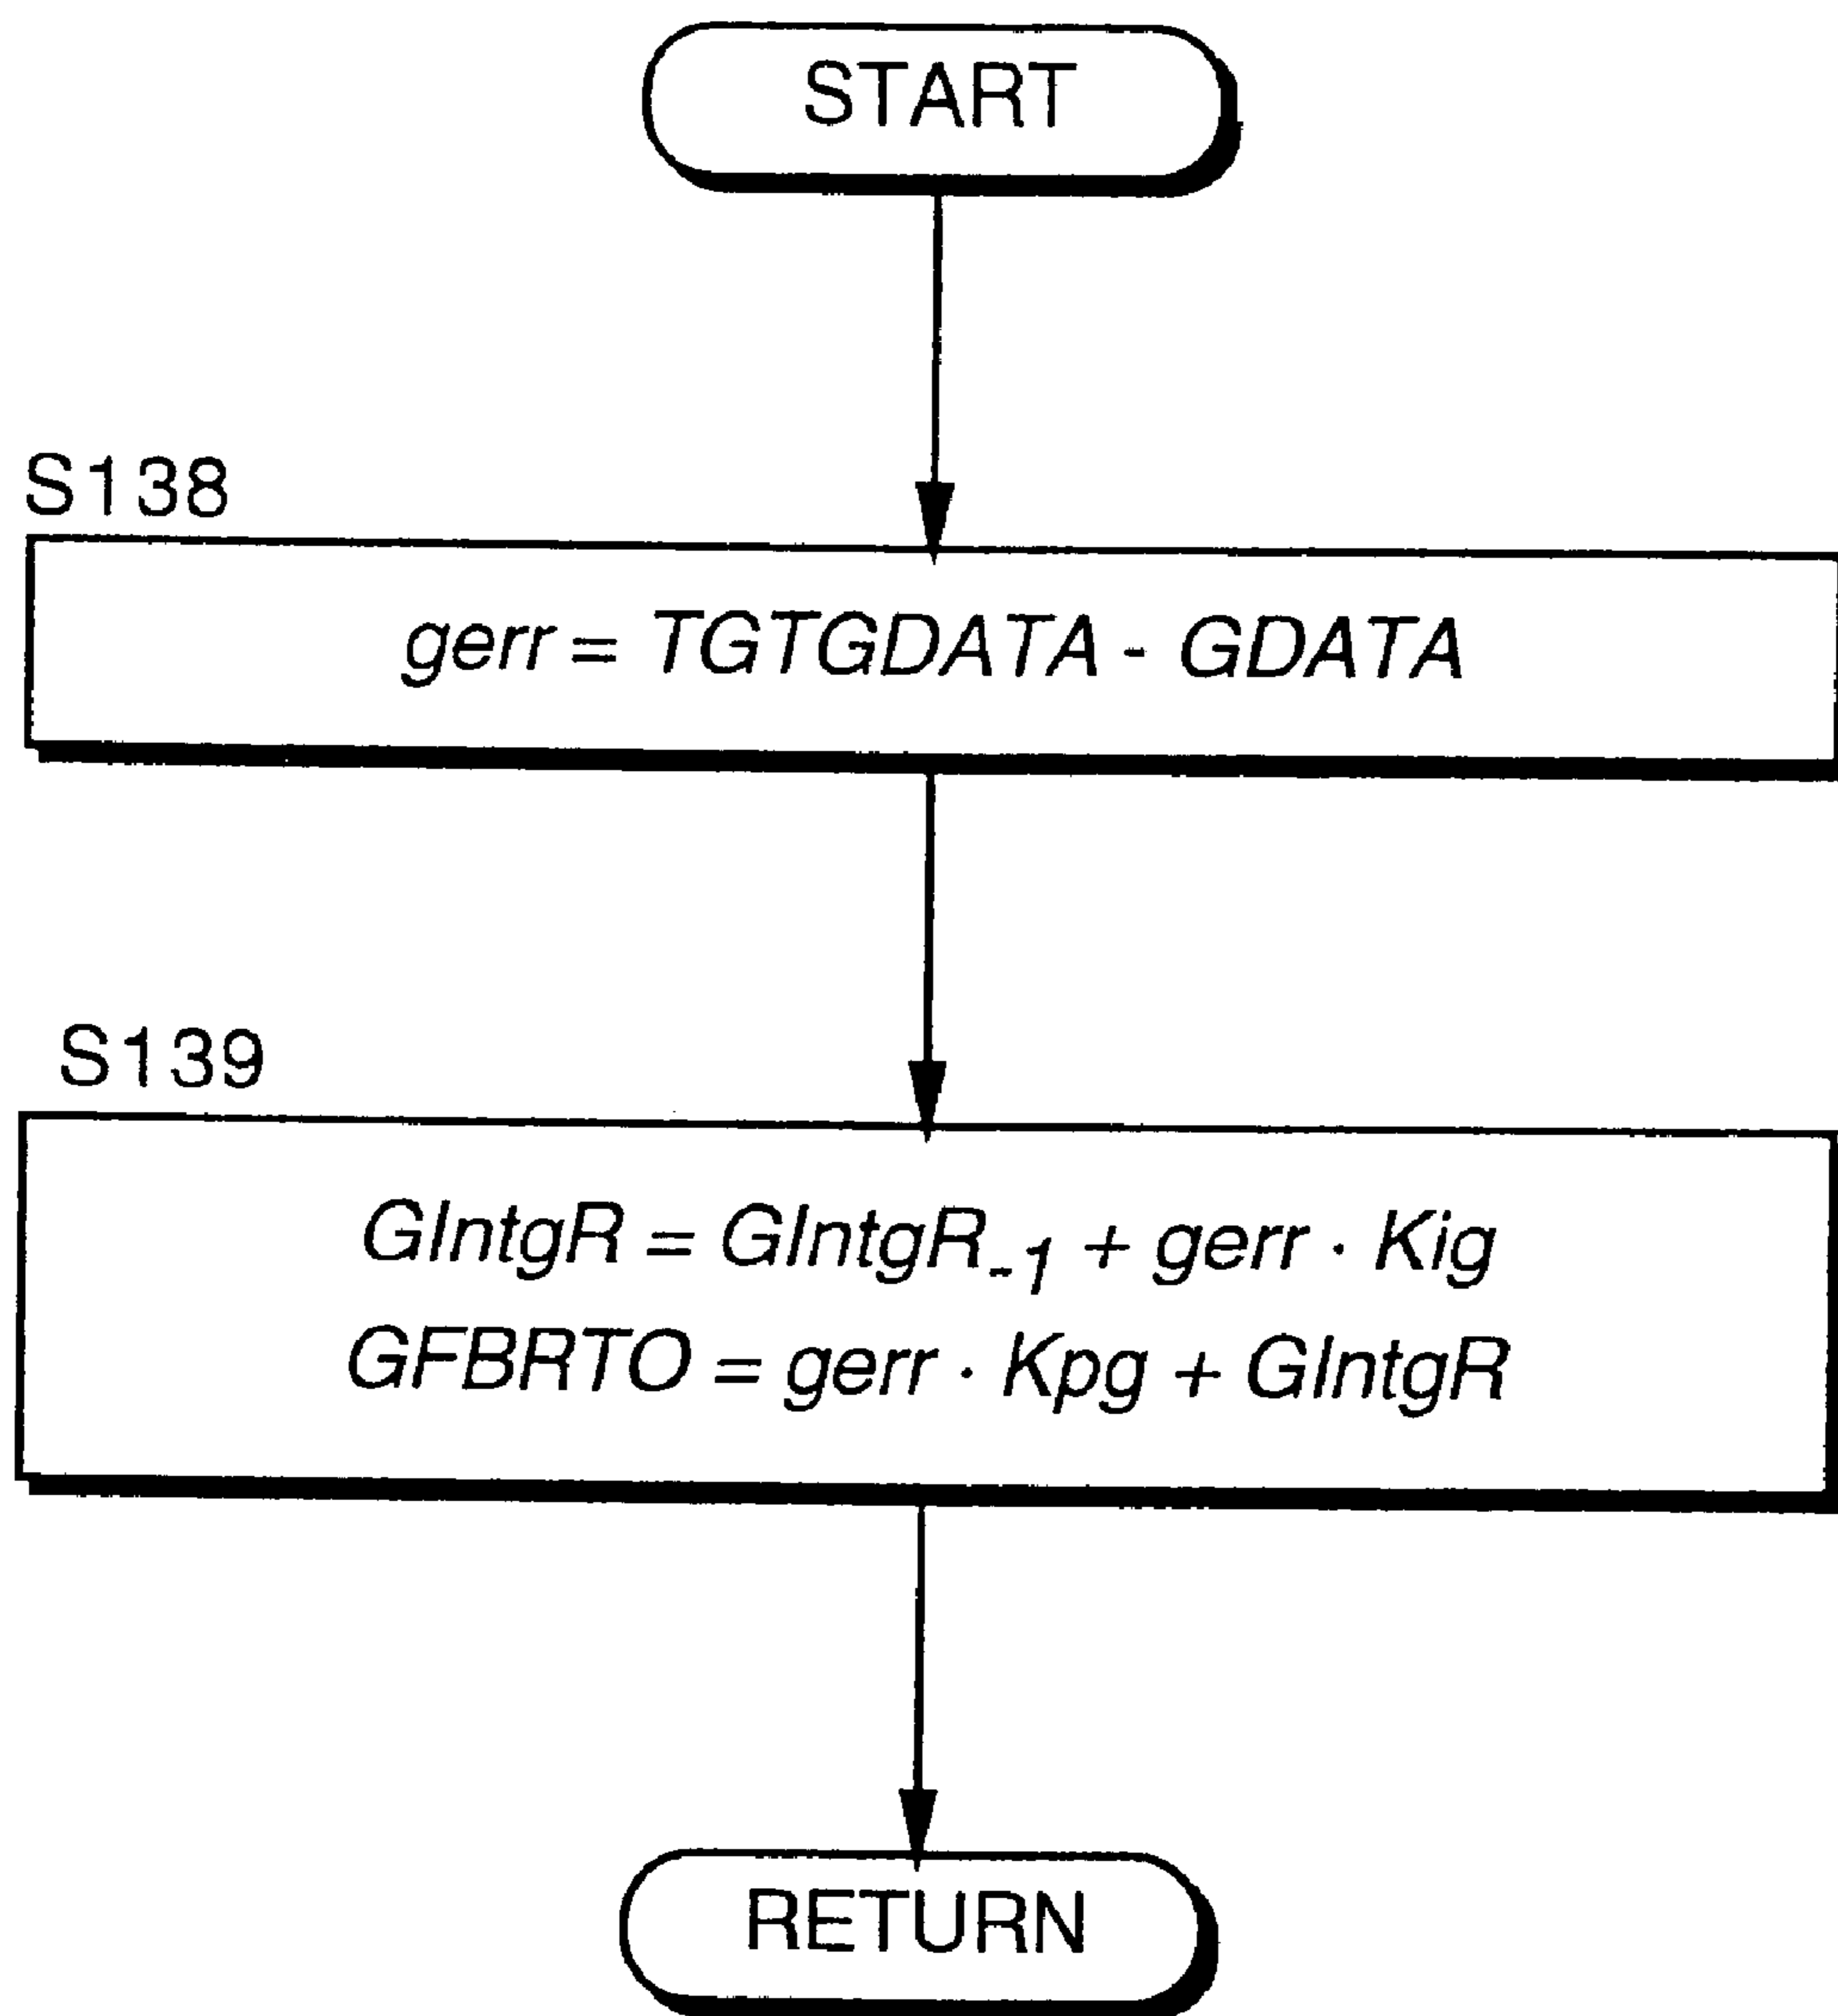 START
S138
gerr = TGTGDATA - GDATA
S139
GIntgR = GIntgR-1 + gerr · Kig
GFBRTO = gerr · Kpg + GIntgR
RETURN